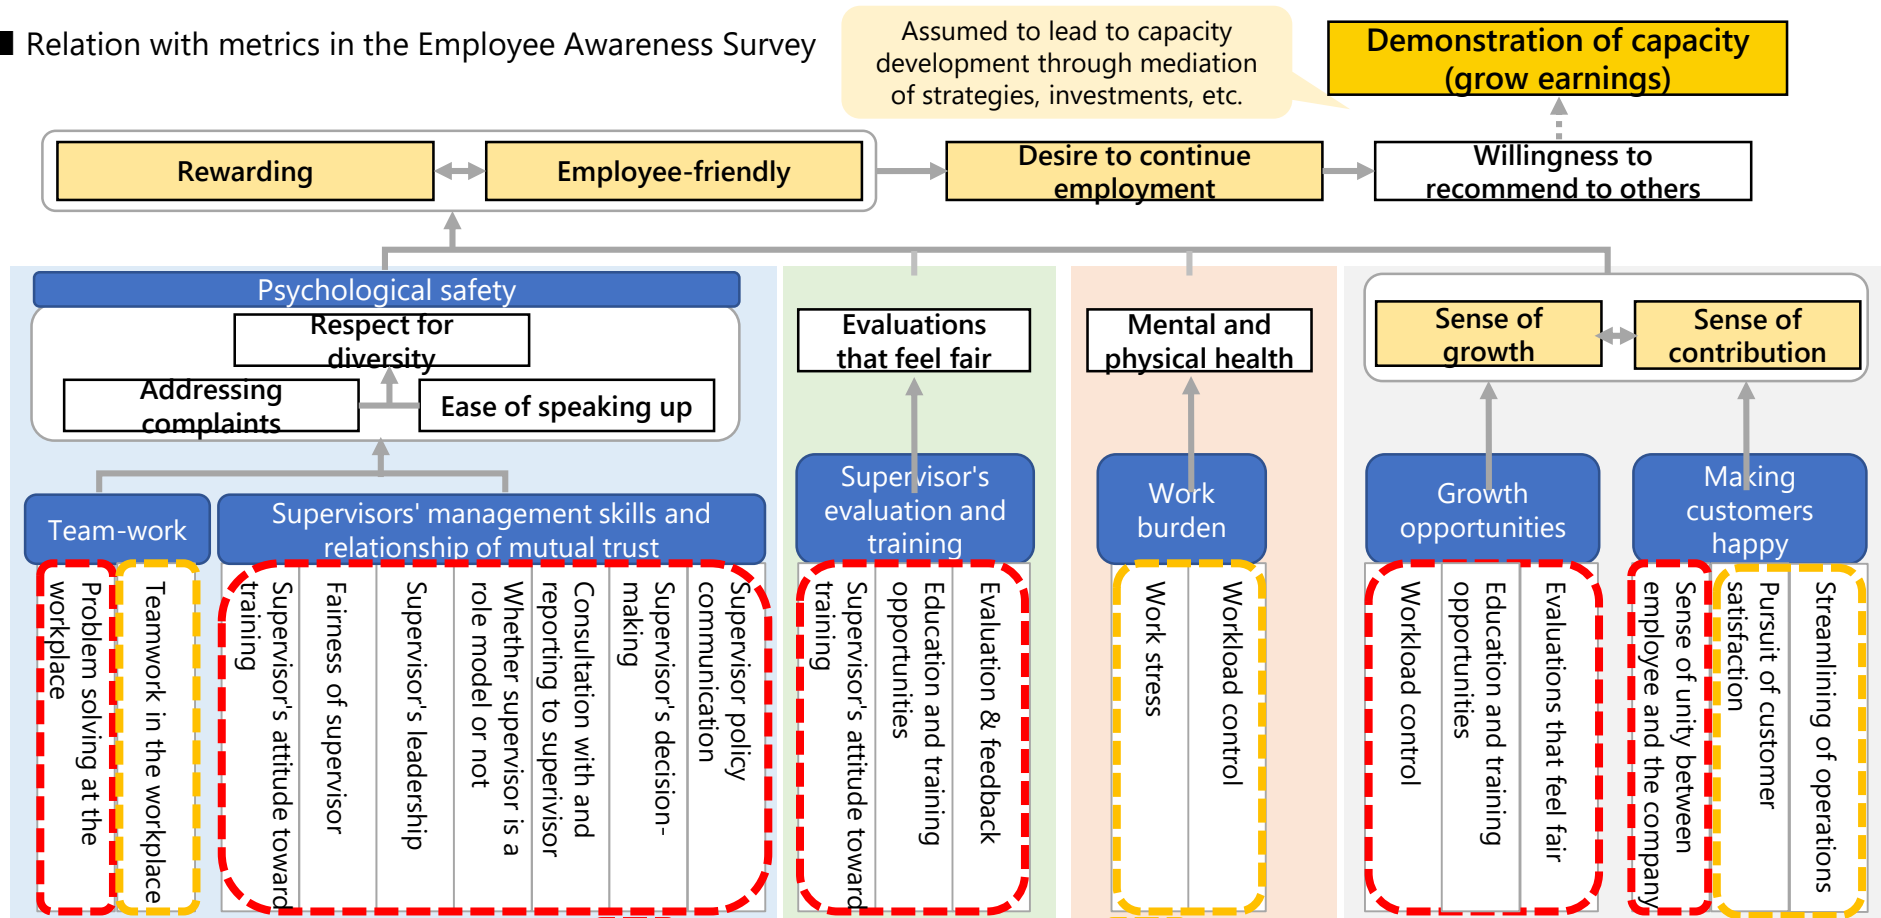 ■ Relation with metrics in the Employee Awareness Survey
Assumed to lead to capacity
development through mediation
of strategies, investments, etc.
Demonstration of capacity
(grow earnings)
Rewarding
Employee-friendly
Desire to continue
employment
Willingness to
recommend to others
Psychological safety
Respect for
diversity
Addressing
complaints
Ease of speaking up
Evaluations
that feel fair
Mental and
physical health
Sense of
growth
Sense of
contribution
Team-work
Supervisors' management skills and
relationship of mutual trust
Supervisor's
evaluation and
training
Work
burden
Growth
opportunities
Making
customers
happy
Problem solving at the
workplace
Teamwork in the workplace
Supervisor's attitude toward
training
Fairness of supervisor
Supervisor's leadership
Whether supervisor is a
role model or not
Consultation with and
reporting to superivisor
Supervisor's decision-
making
Supervisor policy
communication
Supervisor's attitude toward
training
Education and training
opportunities
Evaluation & feedback
Work stress
Workload control
Workload control
Education and training
opportunities
Evaluations that feel fair
Sense of unity between
employee and the company
Pursuit of customer
satisfaction
Streamlining of operations